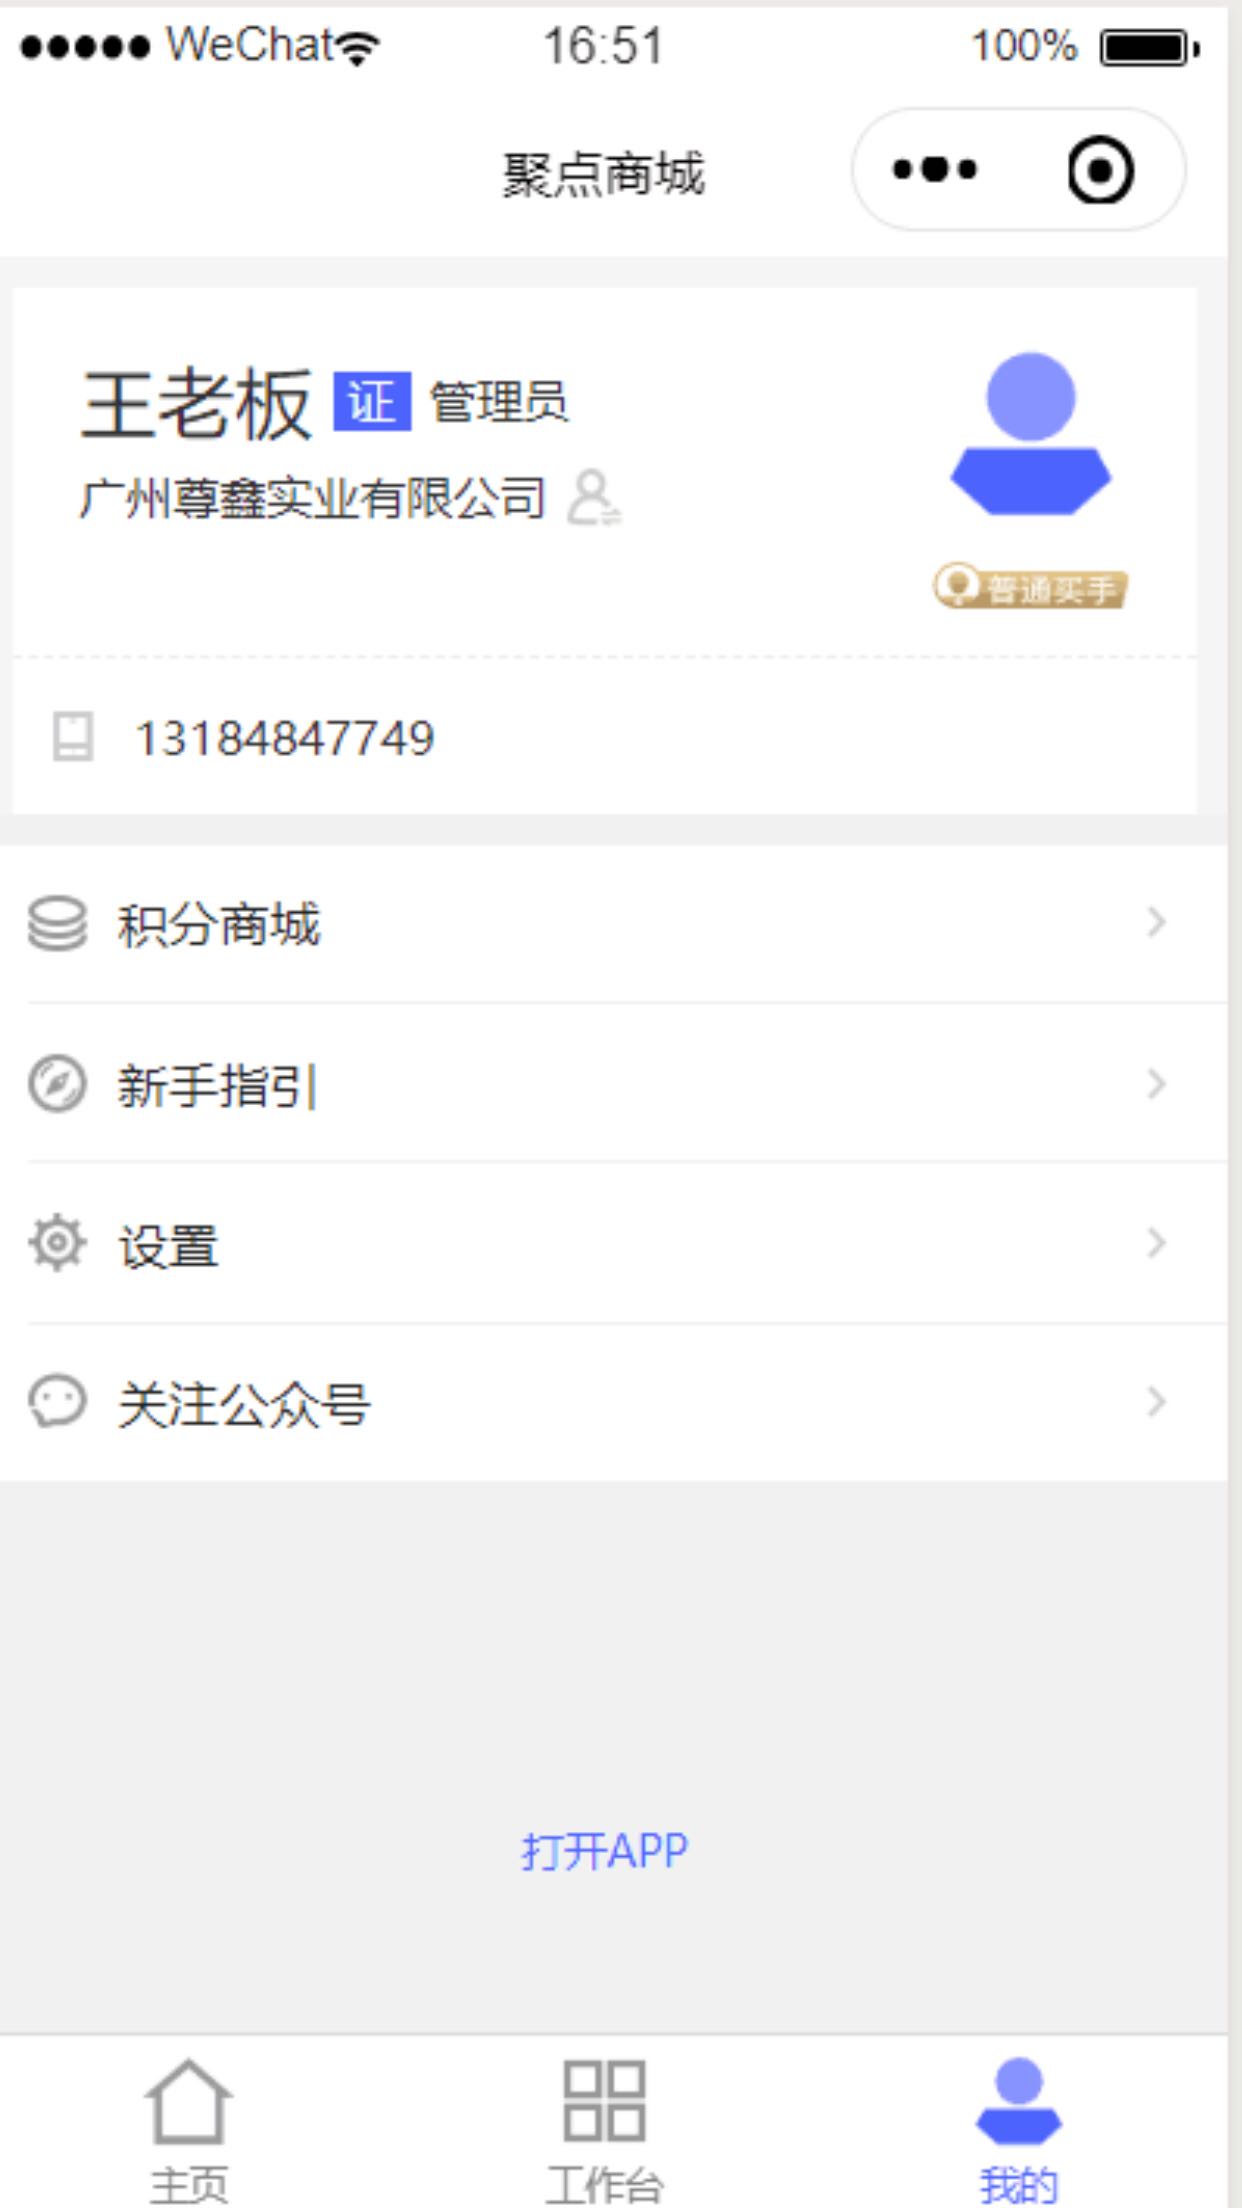 WeChat 16:51 100%
聚点商城
王老板 证 管理员
广州尊鑫实业有限公司
普通买手
13184847749
积分商城
新手指引
设置
关注公众号
打开APP
主页 工作台 我的